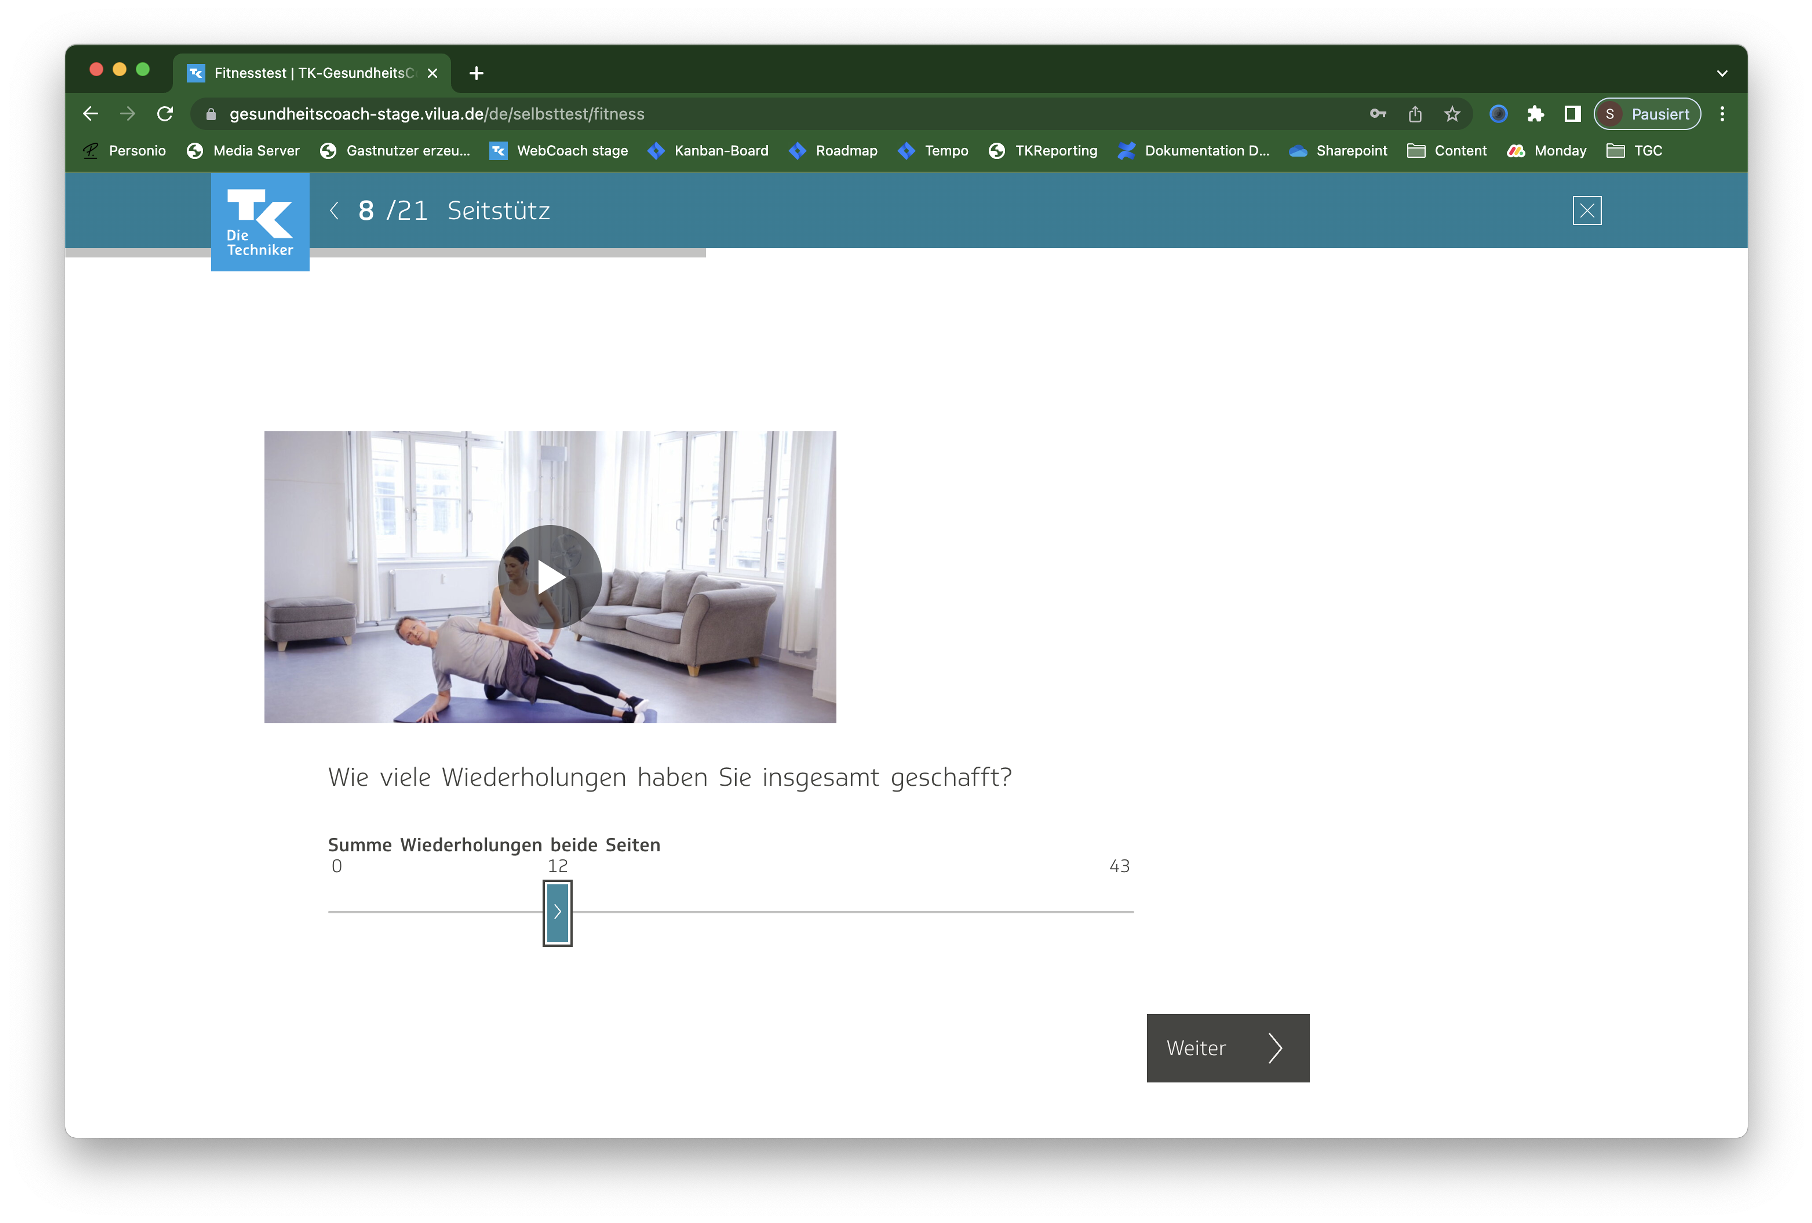 Fitnesstest | TK-GesundheitsC
gesundheitscoach-stage.vilua.de/de/selbsttest/fitness
S Pausiert
Personio Media Server Gastnutzer erzeu... WebCoach stage Kanban-Board Roadmap Tempo TKReporting Dokumentation D... Sharepoint Content Monday TGC
TK
Die
Techniker
8 /21 Seitstütz
Wie viele Wiederholungen haben Sie insgesamt geschafft?
Summe Wiederholungen beide Seiten
0 12 43
Weiter